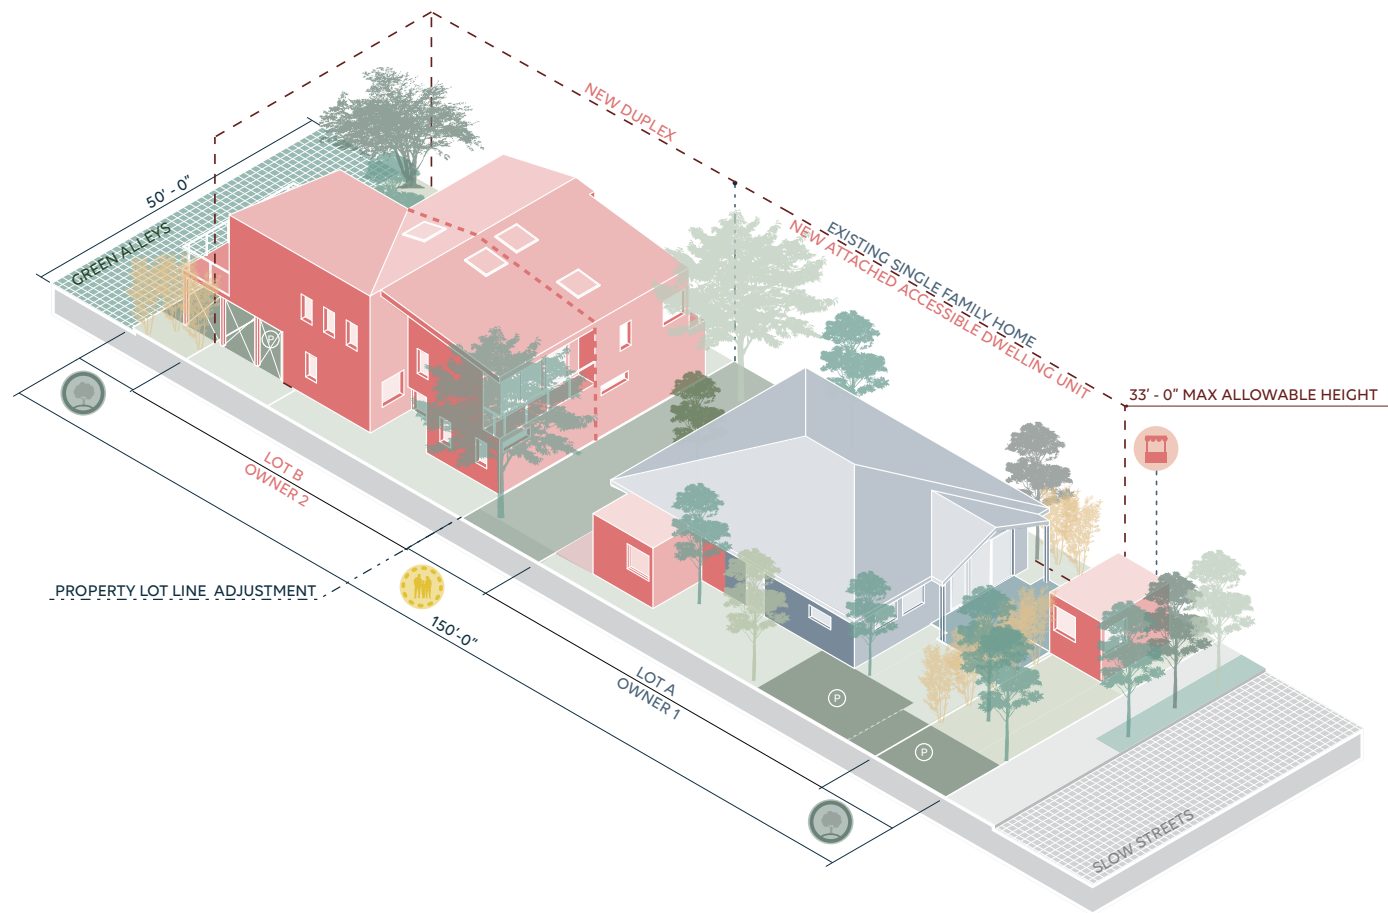 NEW DUPLEX
50' - 0"
GREEN ALLEYS
EXISTING SINGLE FAMILY HOME
NEW ATTACHED ACCESSIBLE DWELLING UNIT
33' - 0" MAX ALLOWABLE HEIGHT
P
LOT B
OWNER 2
PROPERTY LOT LINE ADJUSTMENT
150'-0"
LOT A
OWNER 1
P
P
SLOW STREETS